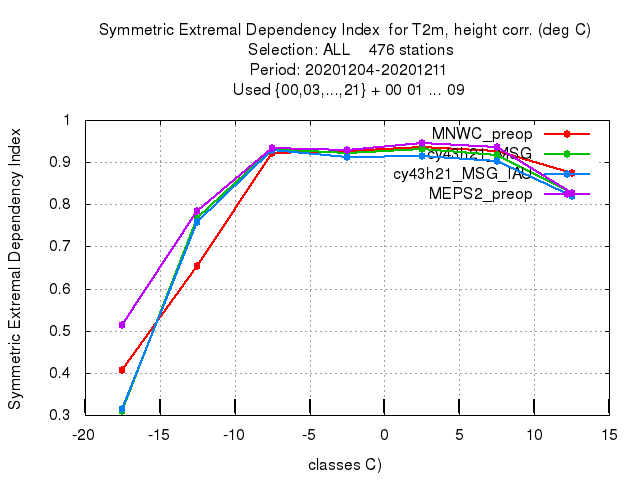 Symmetric Extremal Dependency Index  for T2m, height corr. (deg C)
Selection: ALL    476 stations
Period: 20201204-20201211
Used {00,03,...,21} + 00 01 ... 09
Symmetric Extremal Dependency Index
1
0.9
0.8
0.7
0.6
0.5
0.4
0.3
MNWC_preop
cy43h21_MSG
cy43h21_MSG_IAS
MEPS2_preop
-20 -15 -10 -5 0 5 10 15
classes C)